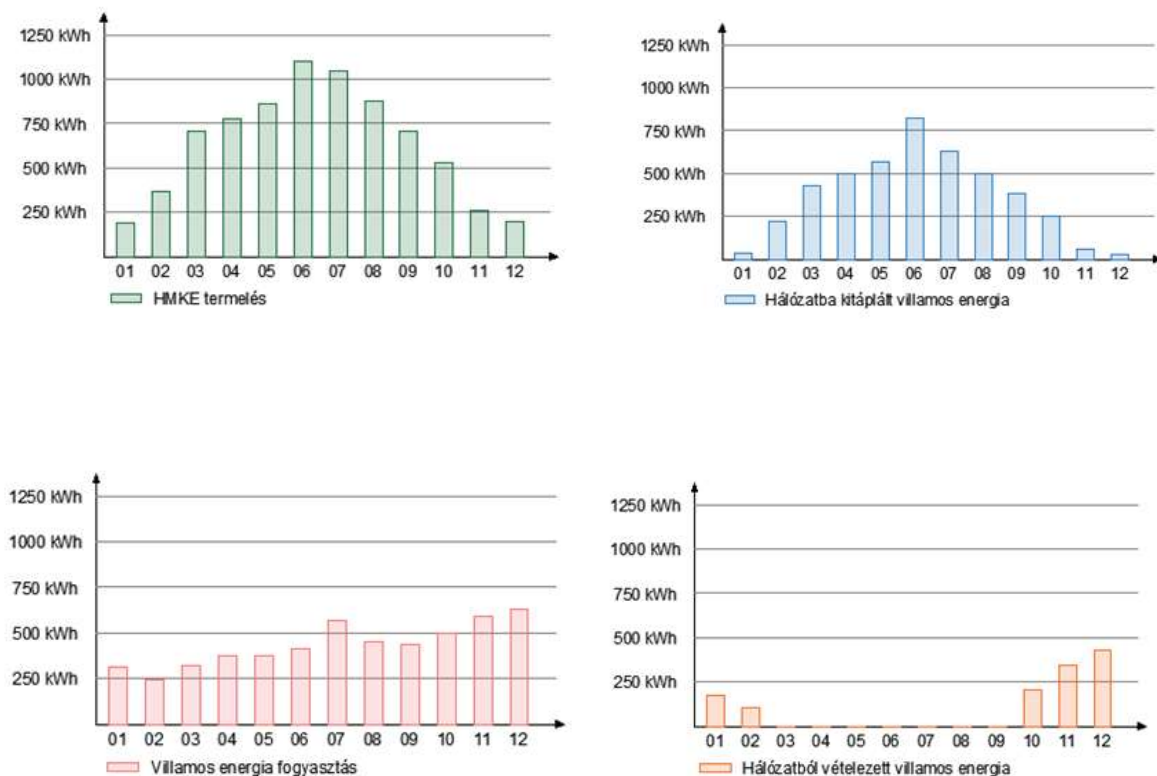 1250 kWh
1000 kWh
750 kWh
500 kWh
250 kWh
01 02 03 04 05 06 07 08 09 10 11 12
HMKE termelés
1250 kWh
1000 kWh
750 kWh
500 kWh
250 kWh
01 02 03 04 05 06 07 08 09 10 11 12
Hálózatba kitáplált villamos energia
1250 kWh
1000 kWh
750 kWh
500 kWh
250 kWh
01 02 03 04 05 06 07 08 09 10 11 12
Villamos energia fogyasztás
1250 kWh
1000 kWh
750 kWh
500 kWh
250 kWh
01 02 03 04 05 06 07 08 09 10 11 12
Hálózatból vételezett villamos energia